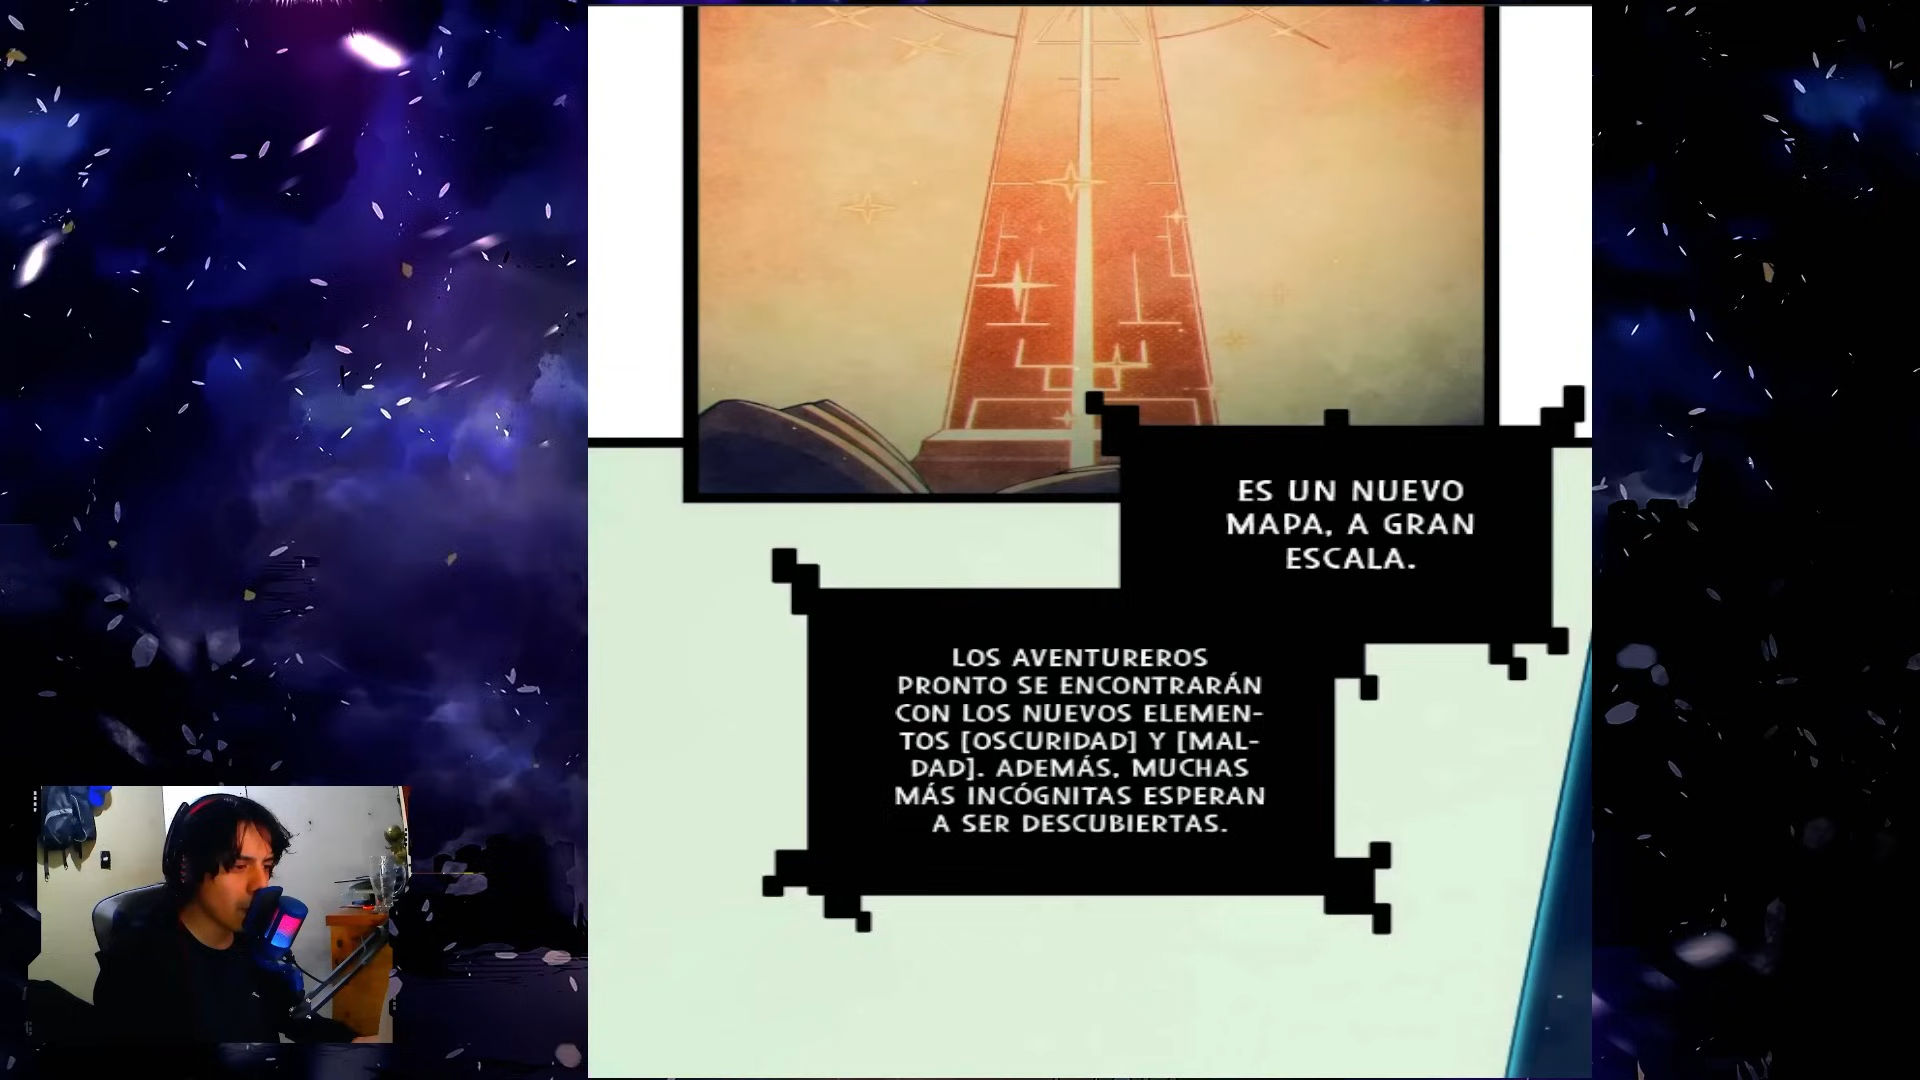 ES UN NUEVO
MAPA, A GRAN
ESCALA.
LOS AVENTUREROS
PRONTO SE ENCONTRARÁN
CON LOS NUEVOS ELEMEN-
TOS [OSCURIDAD] Y [MAL-
DAD]. ADEMÁS, MUCHAS
MÁS INCÓGNITAS ESPERAN
A SER DESCUBIERTAS.